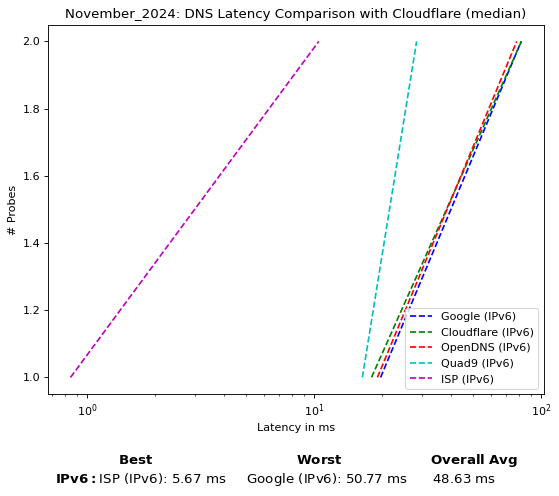 November_2024: DNS Latency Comparison with Cloudflare (median)
2.0
1.8
1.6
1.4
1.2
1.0
# Probes
Google (IPv6)
Cloudflare (IPv6)
OpenDNS (IPv6)
Quad9 (IPv6)
ISP (IPv6)
10⁰ 10¹ 10²
Latency in ms
Best Worst Overall Avg
IPv6: ISP (IPv6): 5.67 ms Google (IPv6): 50.77 ms 48.63 ms